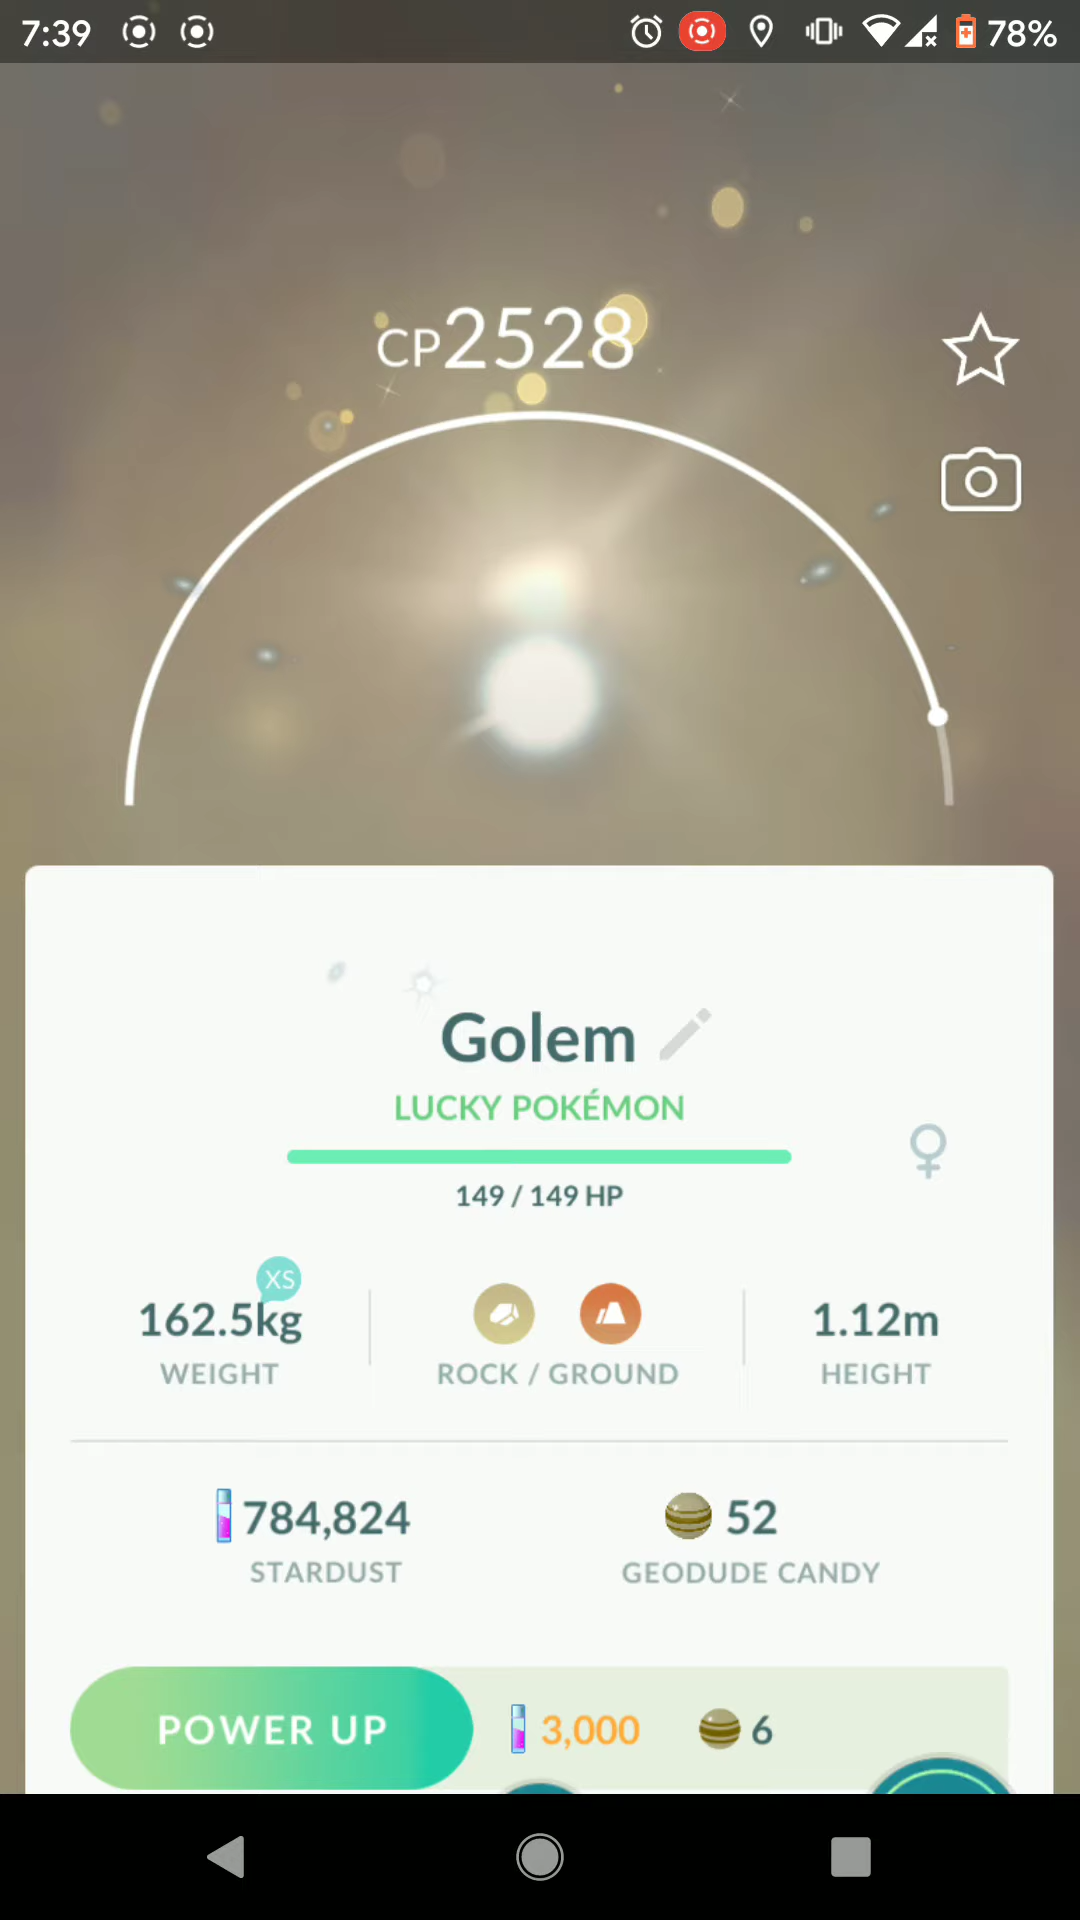 7:39 78%
CP2528
Golem
LUCKY POKÉMON
149 / 149 HP
XS
162.5kg 1.12m
WEIGHT ROCK / GROUND HEIGHT
784,824 52
STARDUST GEODUDE CANDY
POWER UP 3,000 6